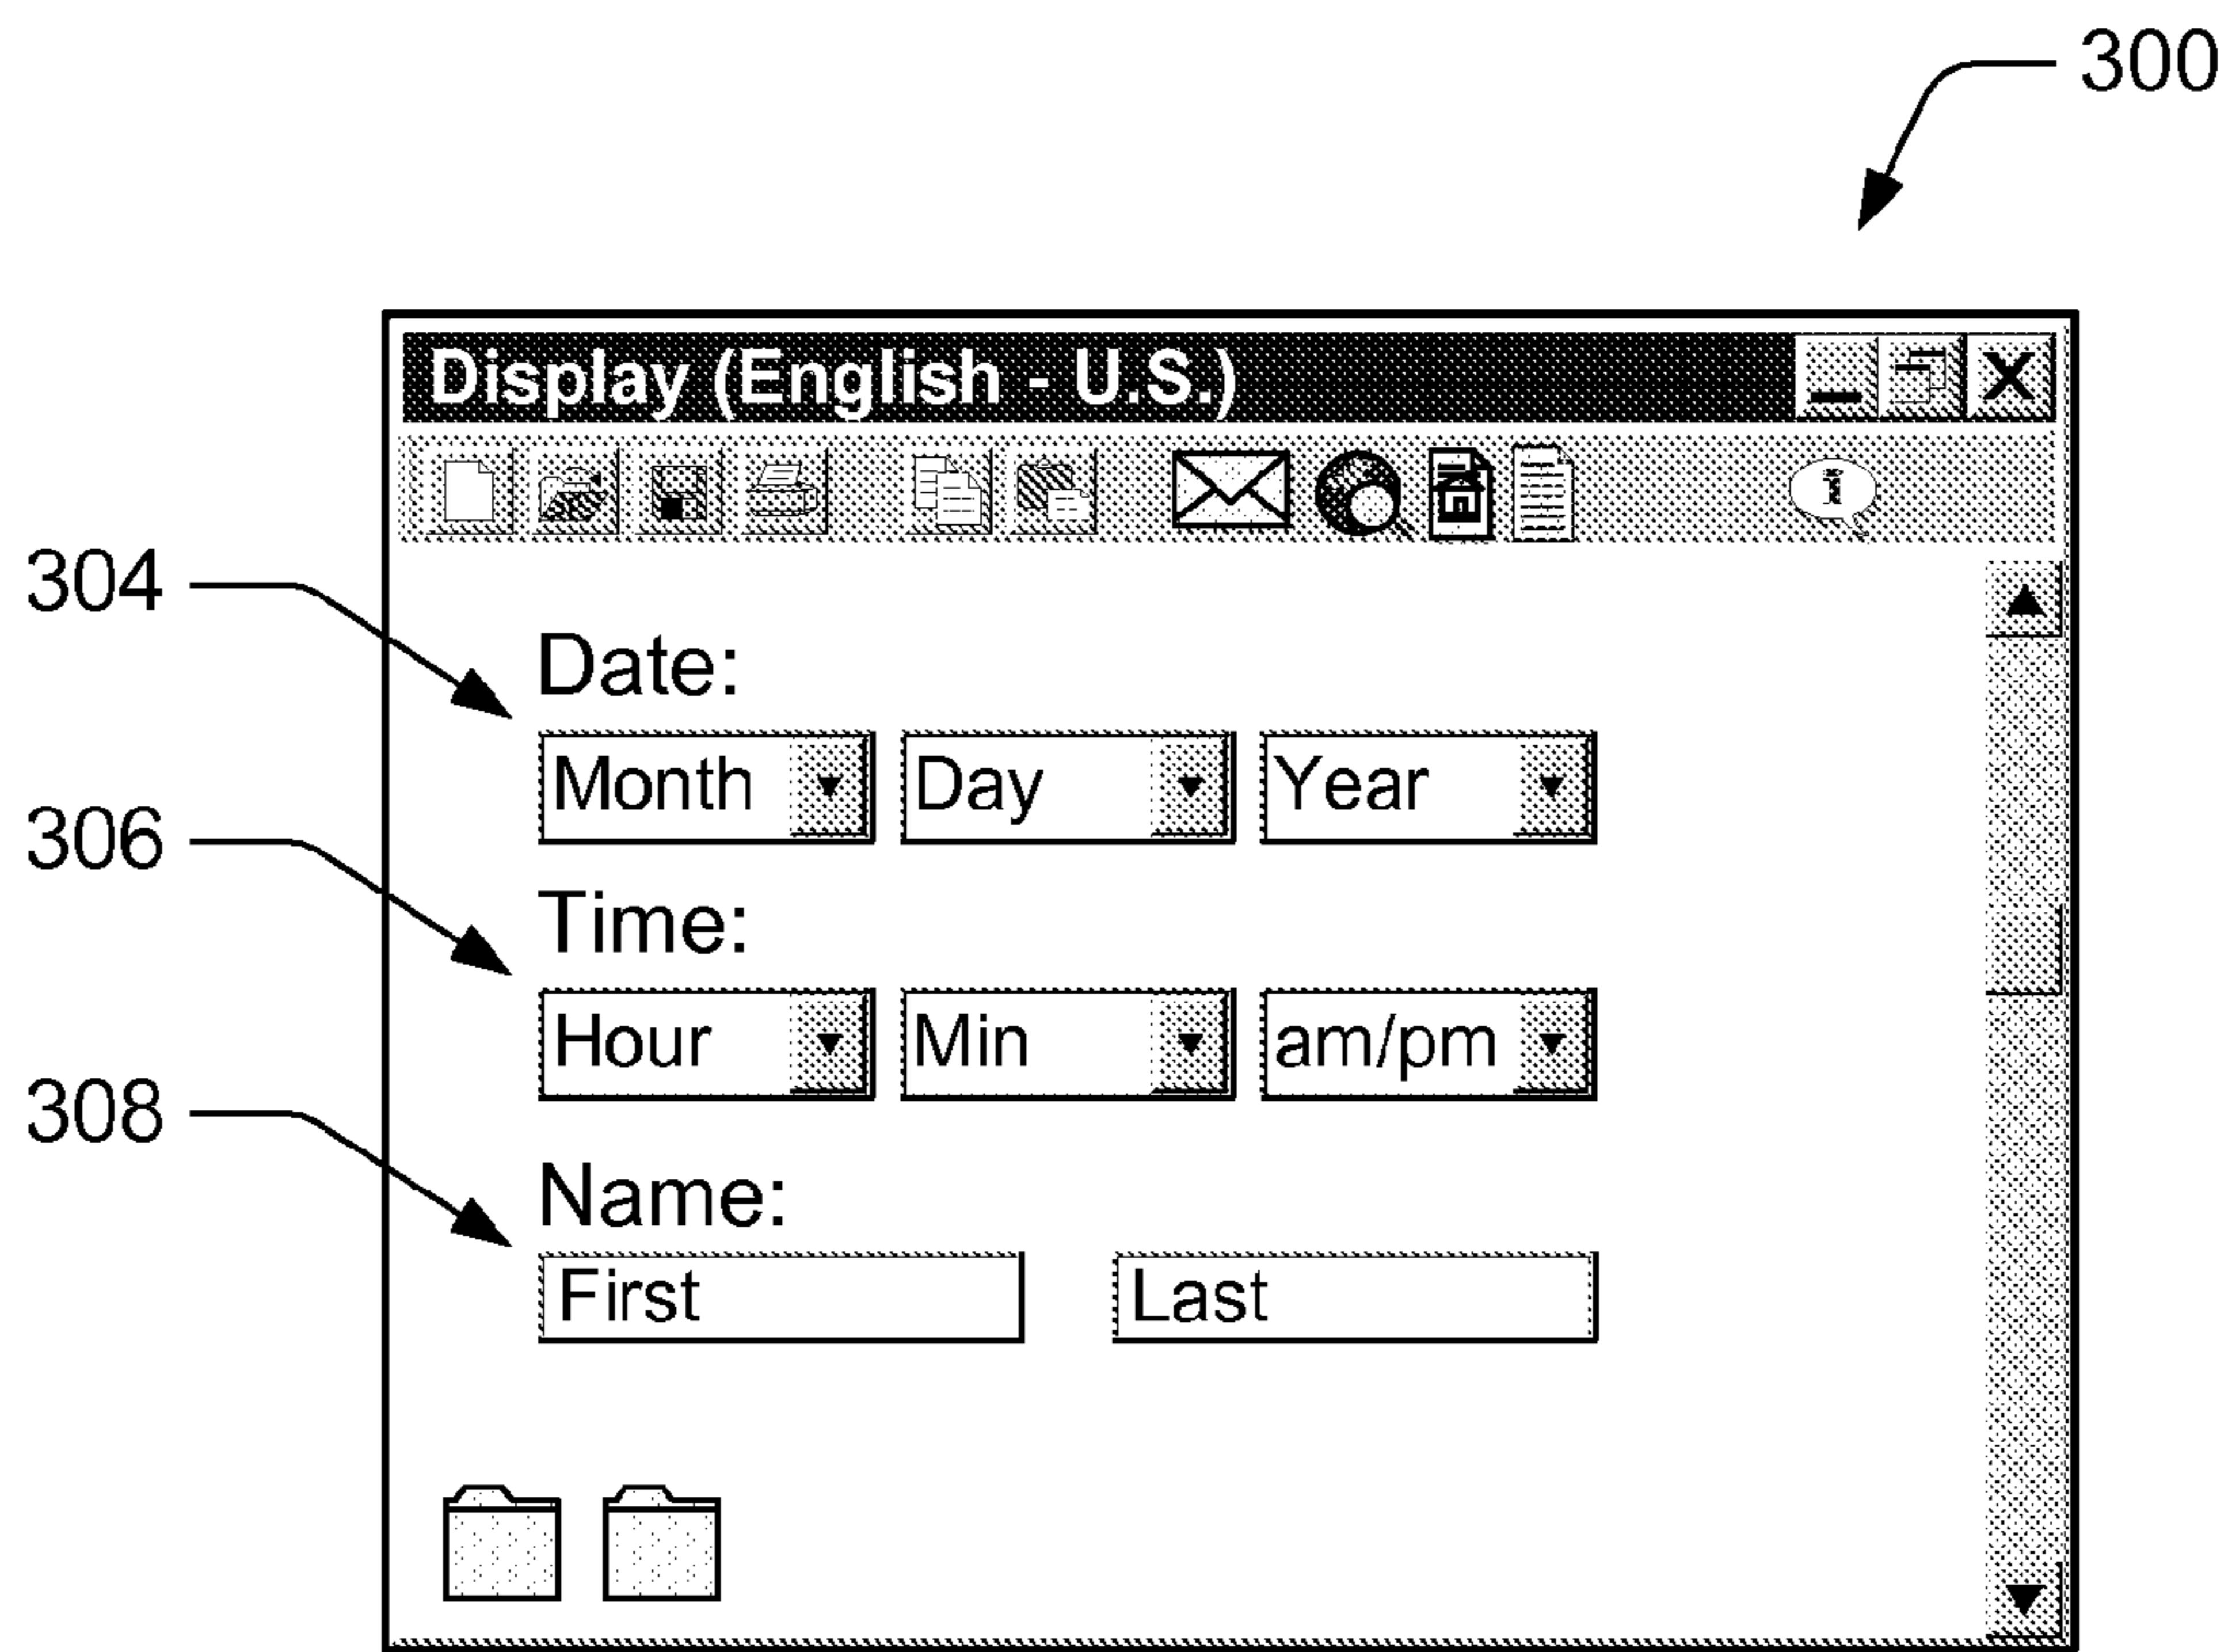 300
Display (English - U.S.)
304
Date:
Month Day Year
306
Time:
Hour Min am/pm
308
Name:
First Last